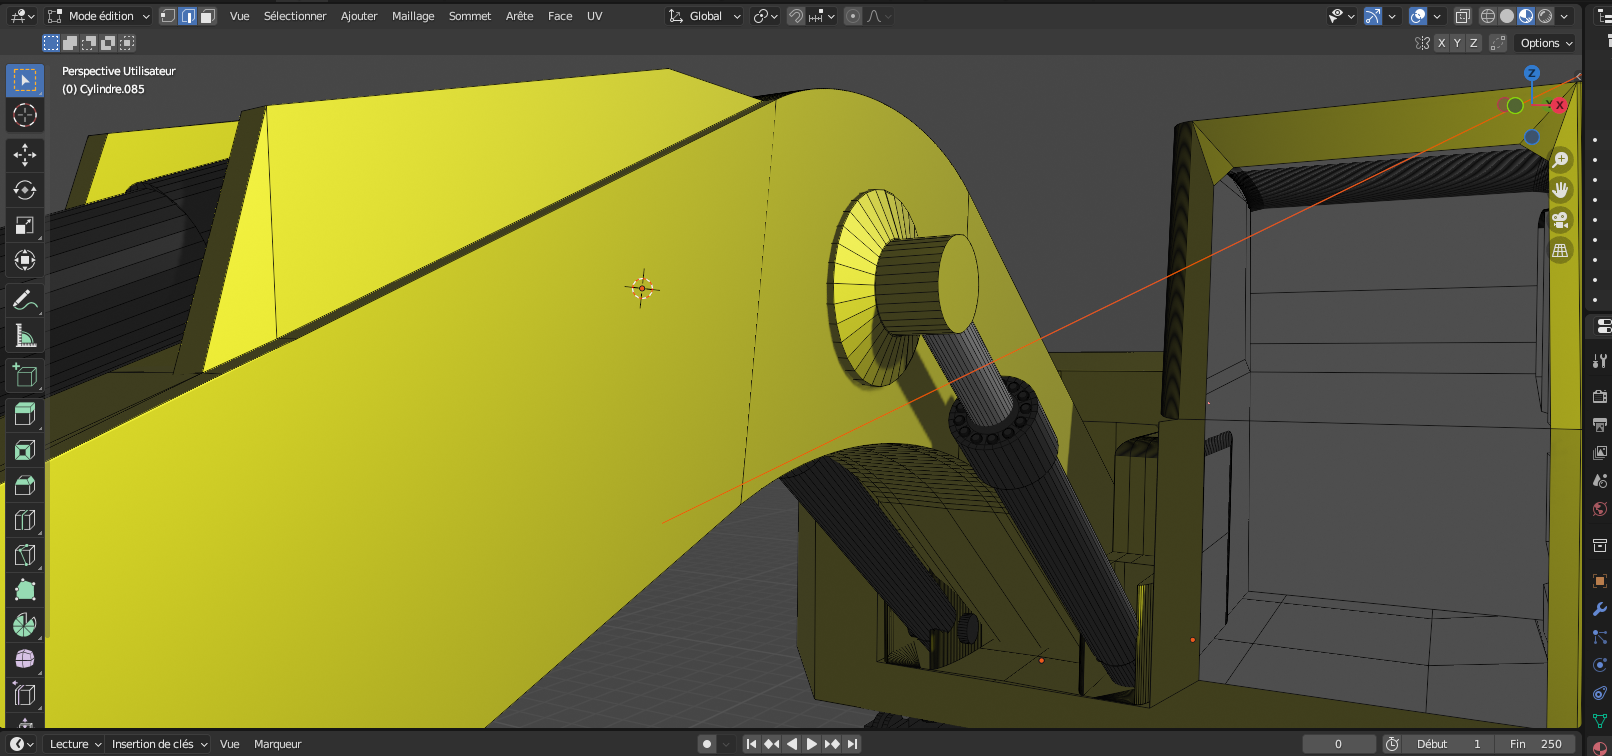 Mode édition Vue Sélectionner Ajouter Maillage Sommet Arête Face UV Global
X Y Z Options
Perspective Utilisateur
(0) Cylindre.085
Z
Y X
Lecture Insertion de clés Vue Marqueur 0 Début 1 Fin 250